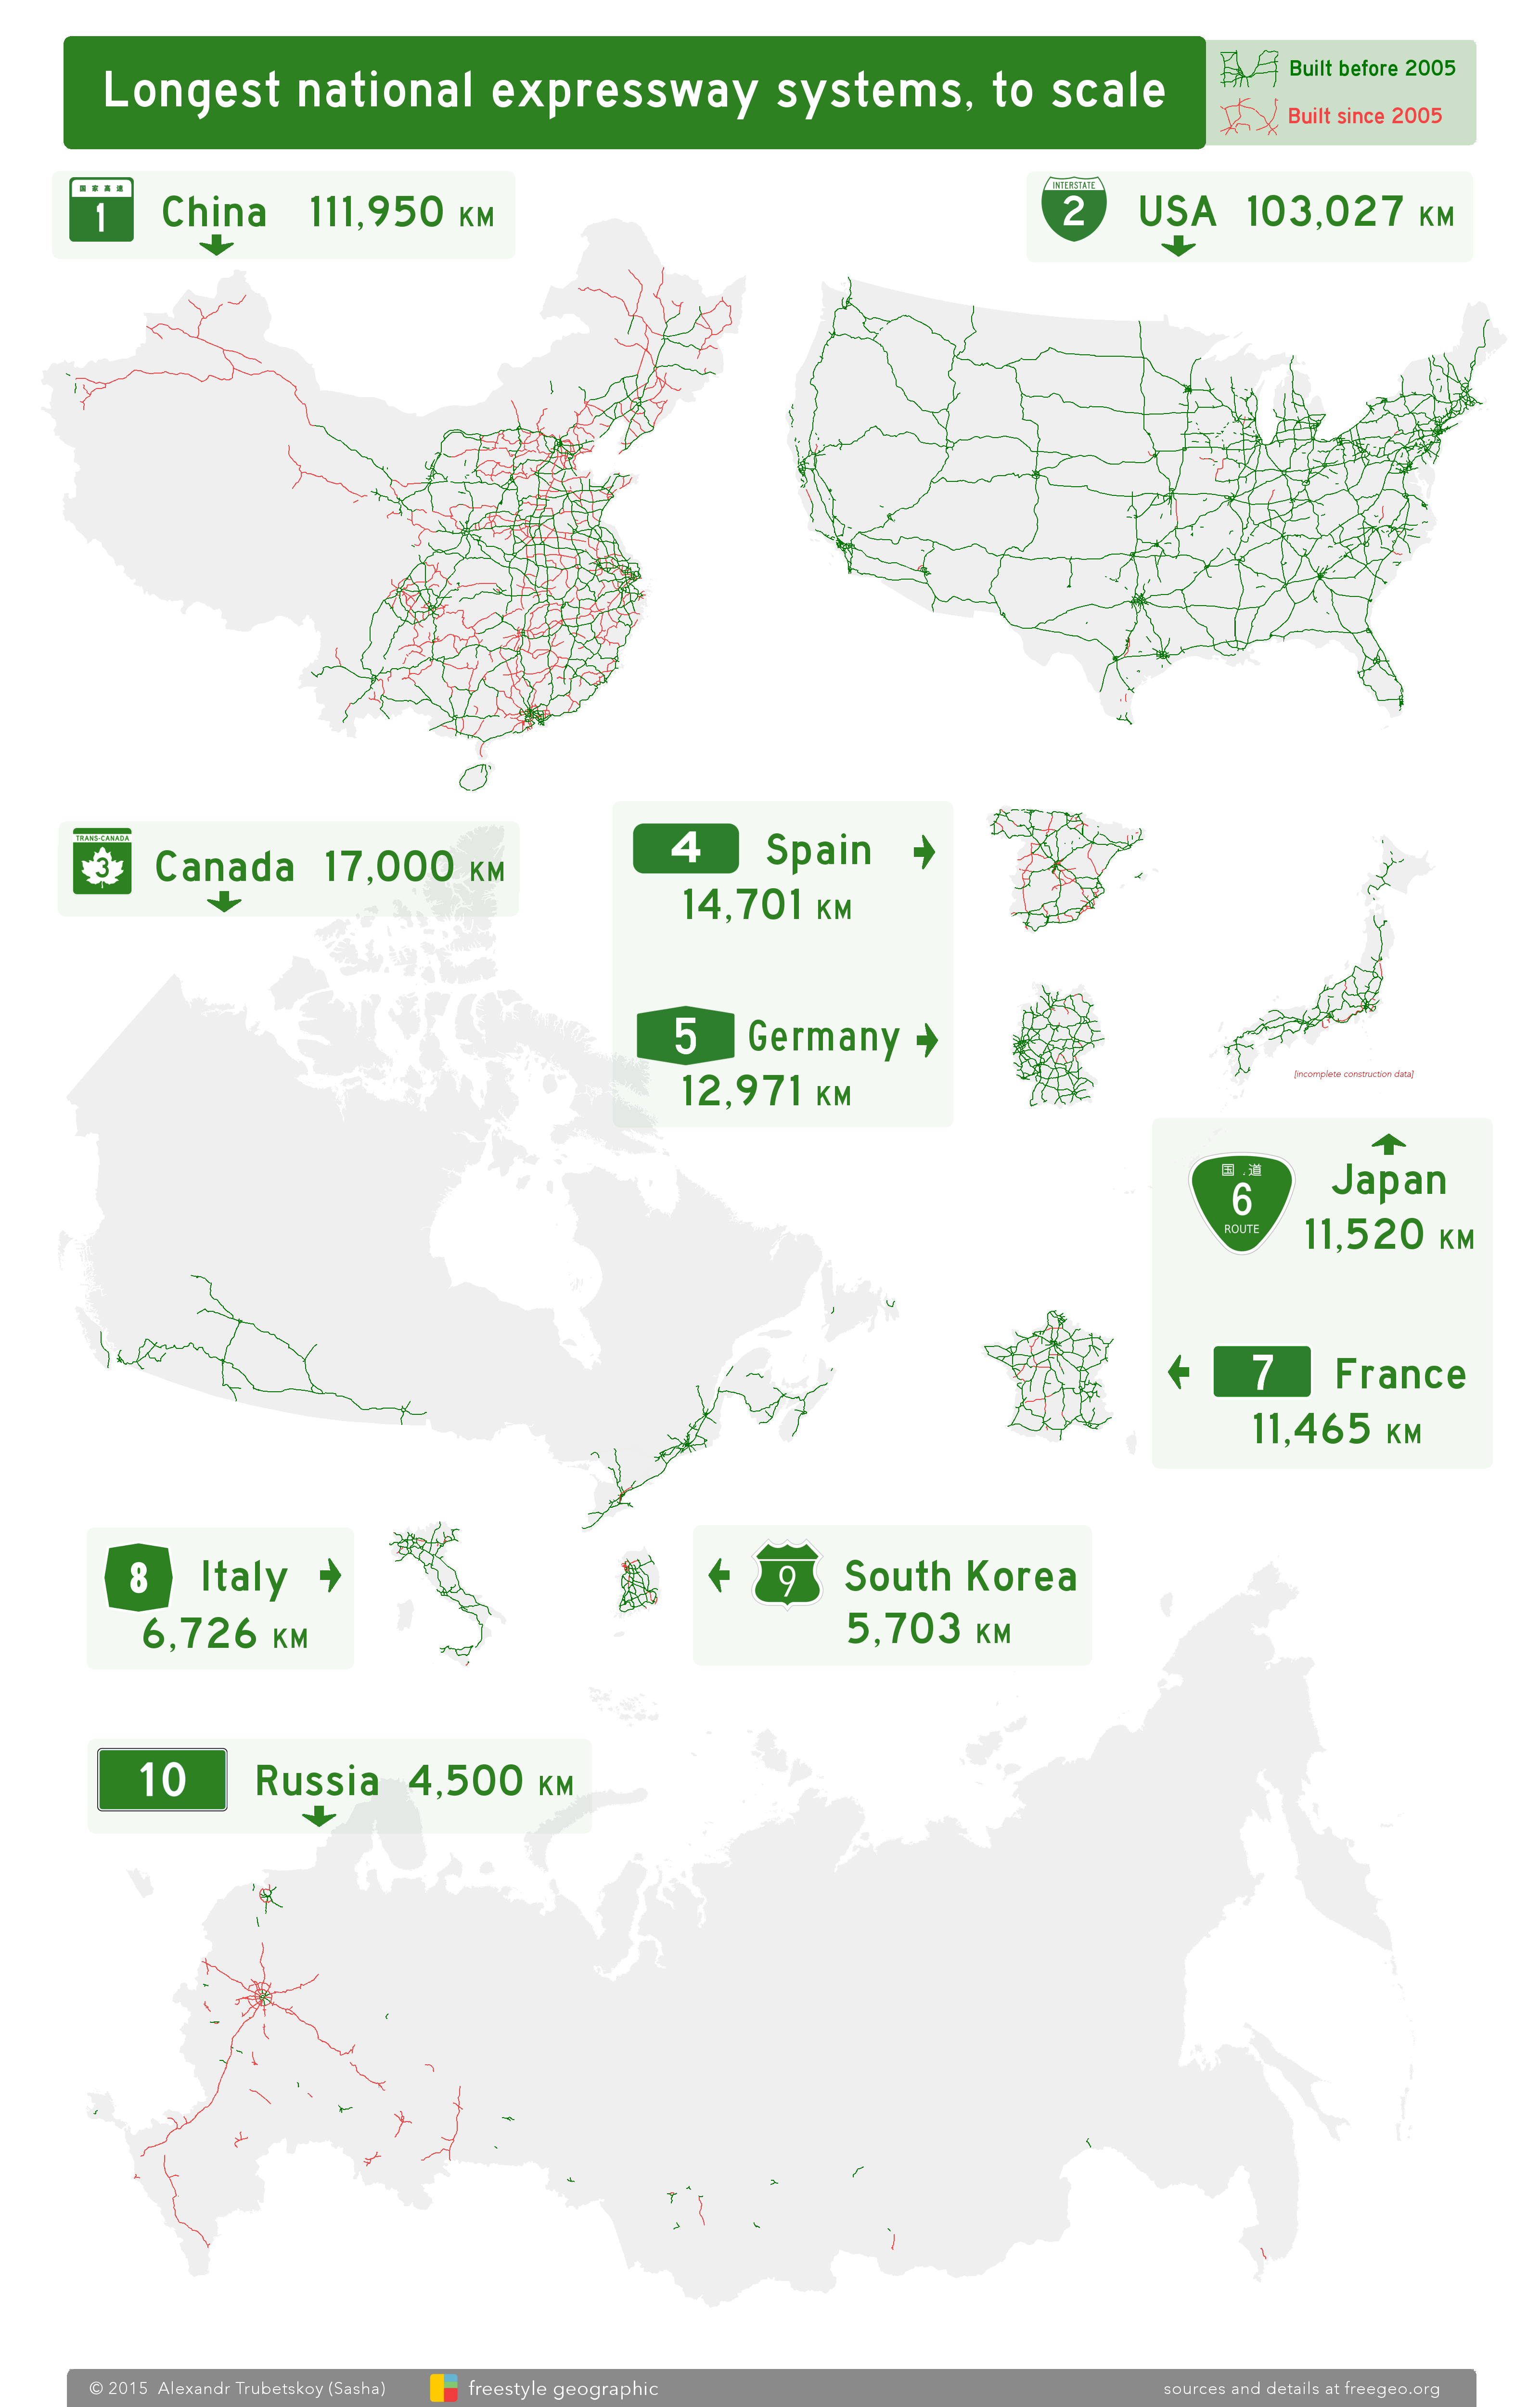 Longest national expressway systems, to scale
Built before 2005
Built since 2005
国家高速
1
China 111,950 KM
INTERSTATE
2
USA 103,027 KM
TRANS-CANADA
3
Canada 17,000 KM
4 Spain
14,701 KM
5 Germany
12,971 KM
[incomplete construction data]
国道
6
ROUTE
Japan
11,520 KM
7 France
11,465 KM
8 Italy
6,726 KM
9 South Korea
5,703 KM
10 Russia 4,500 KM
© 2015 Alexandr Trubetskoy (Sasha)
freestyle geographic
sources and details at freegeo.org